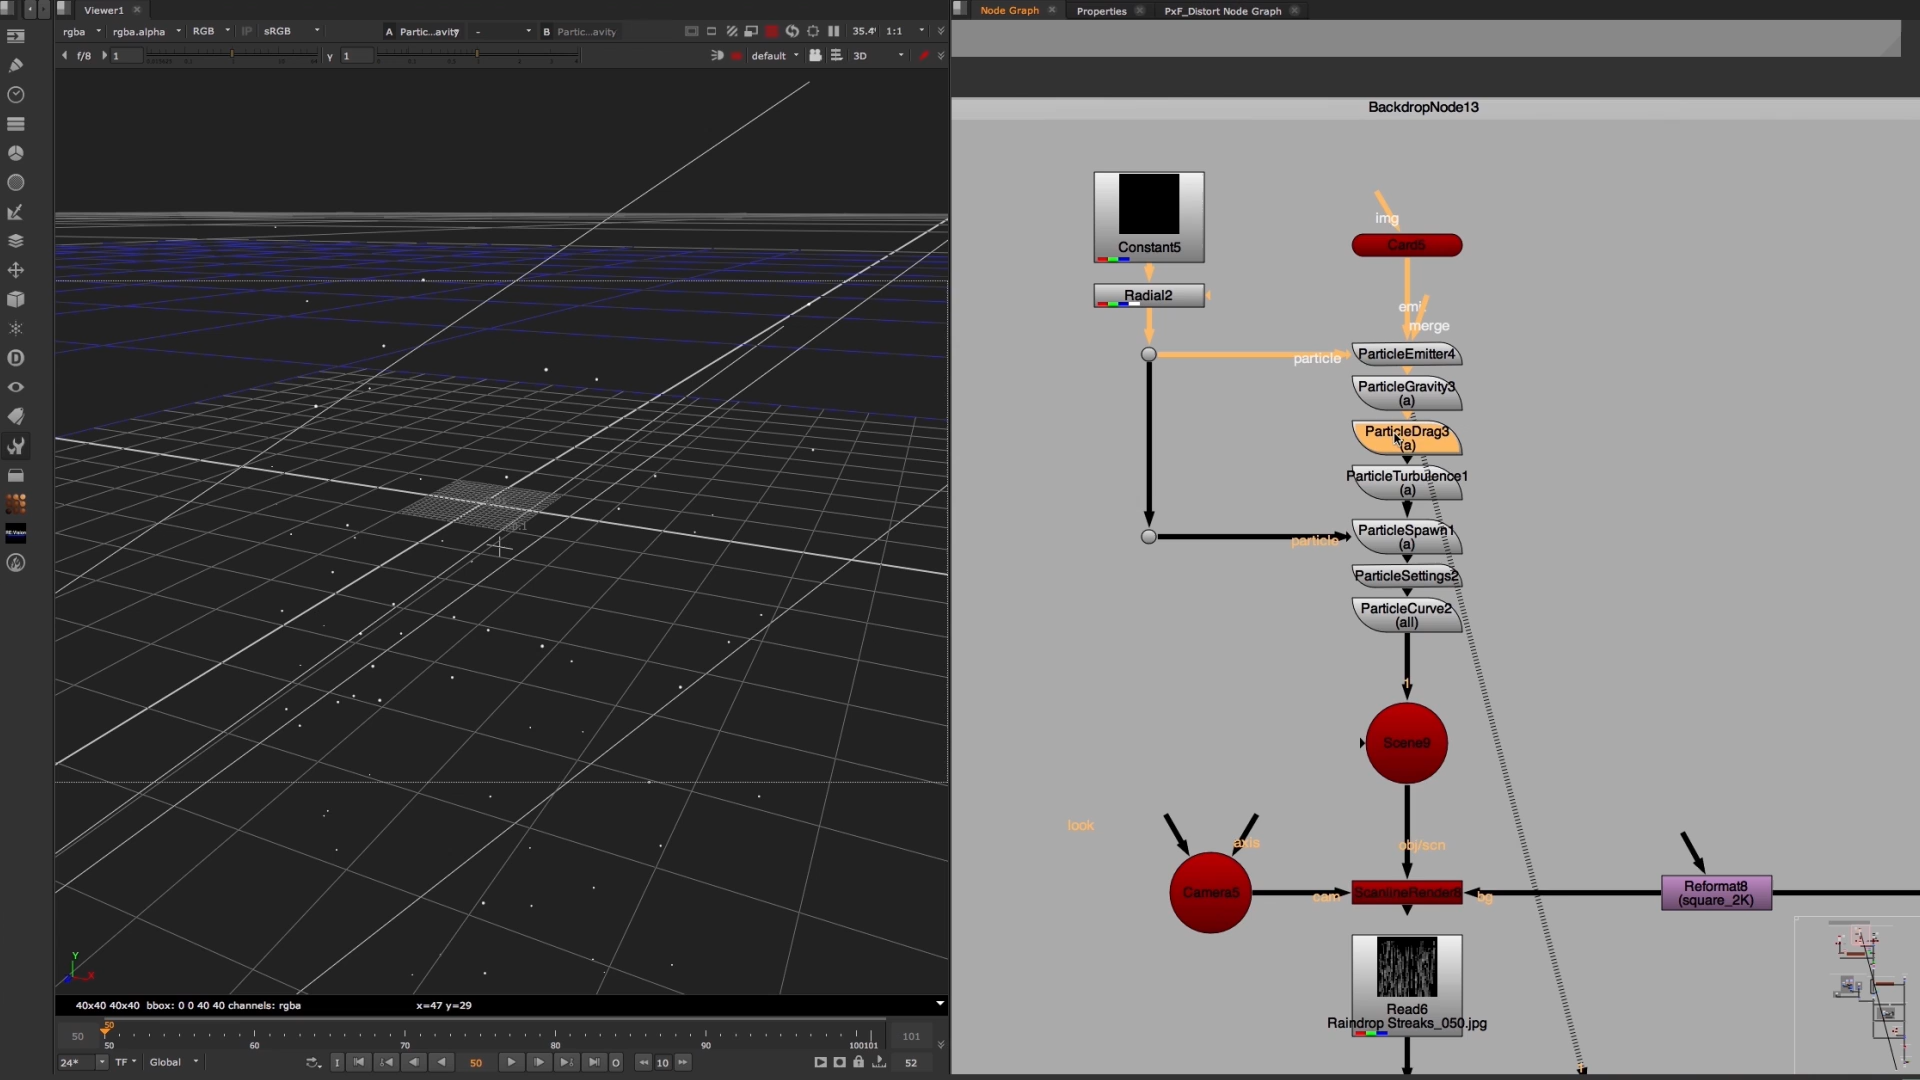 Viewer1
Node Graph
Properties
PxF_Distort Node Graph
rgba
rgba.alpha
RGB
IP
sRGB
A
Partic...avity
-
B
Partic...avity
35.4
1:1
f/8
1
Y
1
default
3D
BackdropNode13
Constant5
Radial2
img
Card5
emi
merge
particle
ParticleEmitter4
ParticleGravity3
(a)
ParticleDrag3
(a)
ParticleTurbulence1
(a)
particle
ParticleSpawn1
(a)
ParticleSettings2
ParticleCurve2
(all)
1
Scene9
look
axis
obj/scn
Camera5
cam
bg
Reformat8
(square_2K)
Read6
Raindrop Streaks_050.jpg
Y
X
40x40 40x40 bbox: 0 0 40 40 channels: rgba
x=47 y=29
50
50
50
60
70
80
90
100101
101
24*
TF
Global
I
50
O
10
52